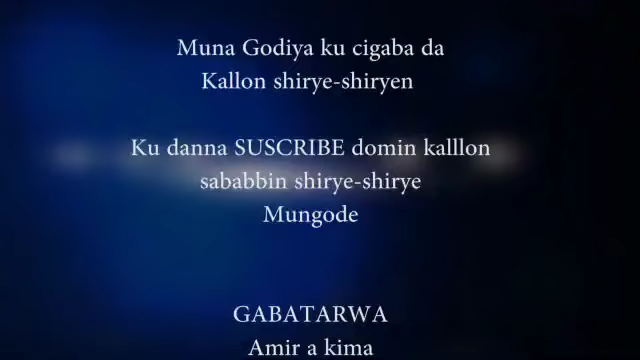 Muna Godiya ku cigaba da
Kallon shirye-shiryen
Ku danna SUSCRIBE domin kalllon
sababbin shirye-shirye
Mungode
GABATARWA
Amir a kima